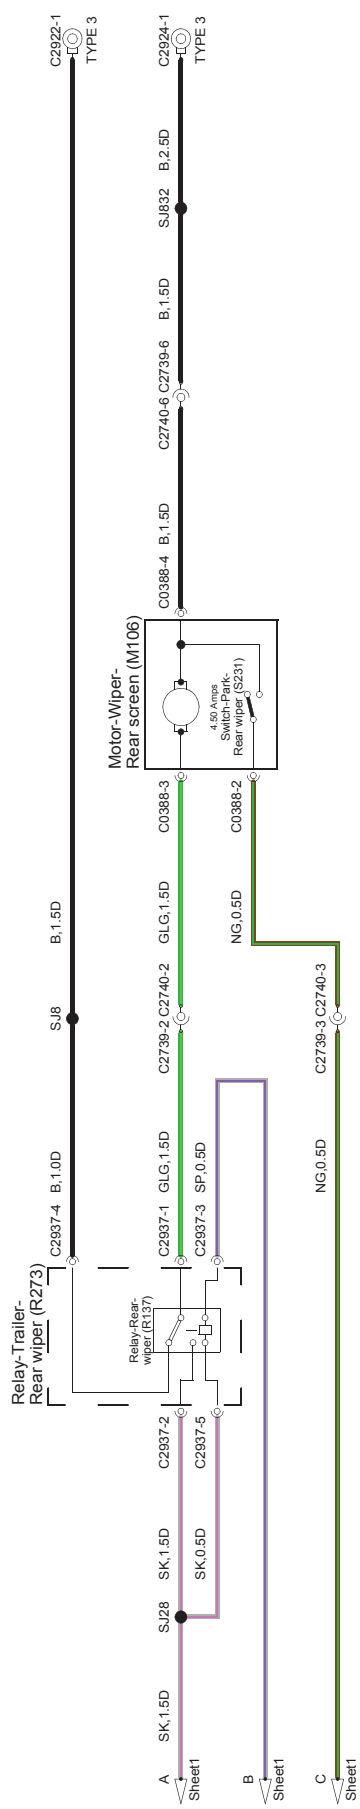 C2922-1
TYPE 3
C2924-1
TYPE 3
B,2.5D
SJ832
B,1.5D
C2740-6 C2739-6
B,1.5D
C0388-4
Motor-Wiper-
Rear screen (M106)
4.50 Amps
Switch-Park-
Rear wiper (S231)
C0388-3
C0388-2
B,1.5D
SJ8
GLG,1.5D
NG,0.5D
C2739-2 C2740-2
C2739-3 C2740-3
B,1.0D
GLG,1.5D
SP,0.5D
NG,0.5D
C2937-4
C2937-1
C2937-3
Relay-Trailer-
Rear wiper (R273)
Relay-Rear-
wiper (R137)
C2937-2
C2937-5
SK,1.5D
SK,0.5D
SJ28
SK,1.5D
A
Sheet1
B
Sheet1
C
Sheet1